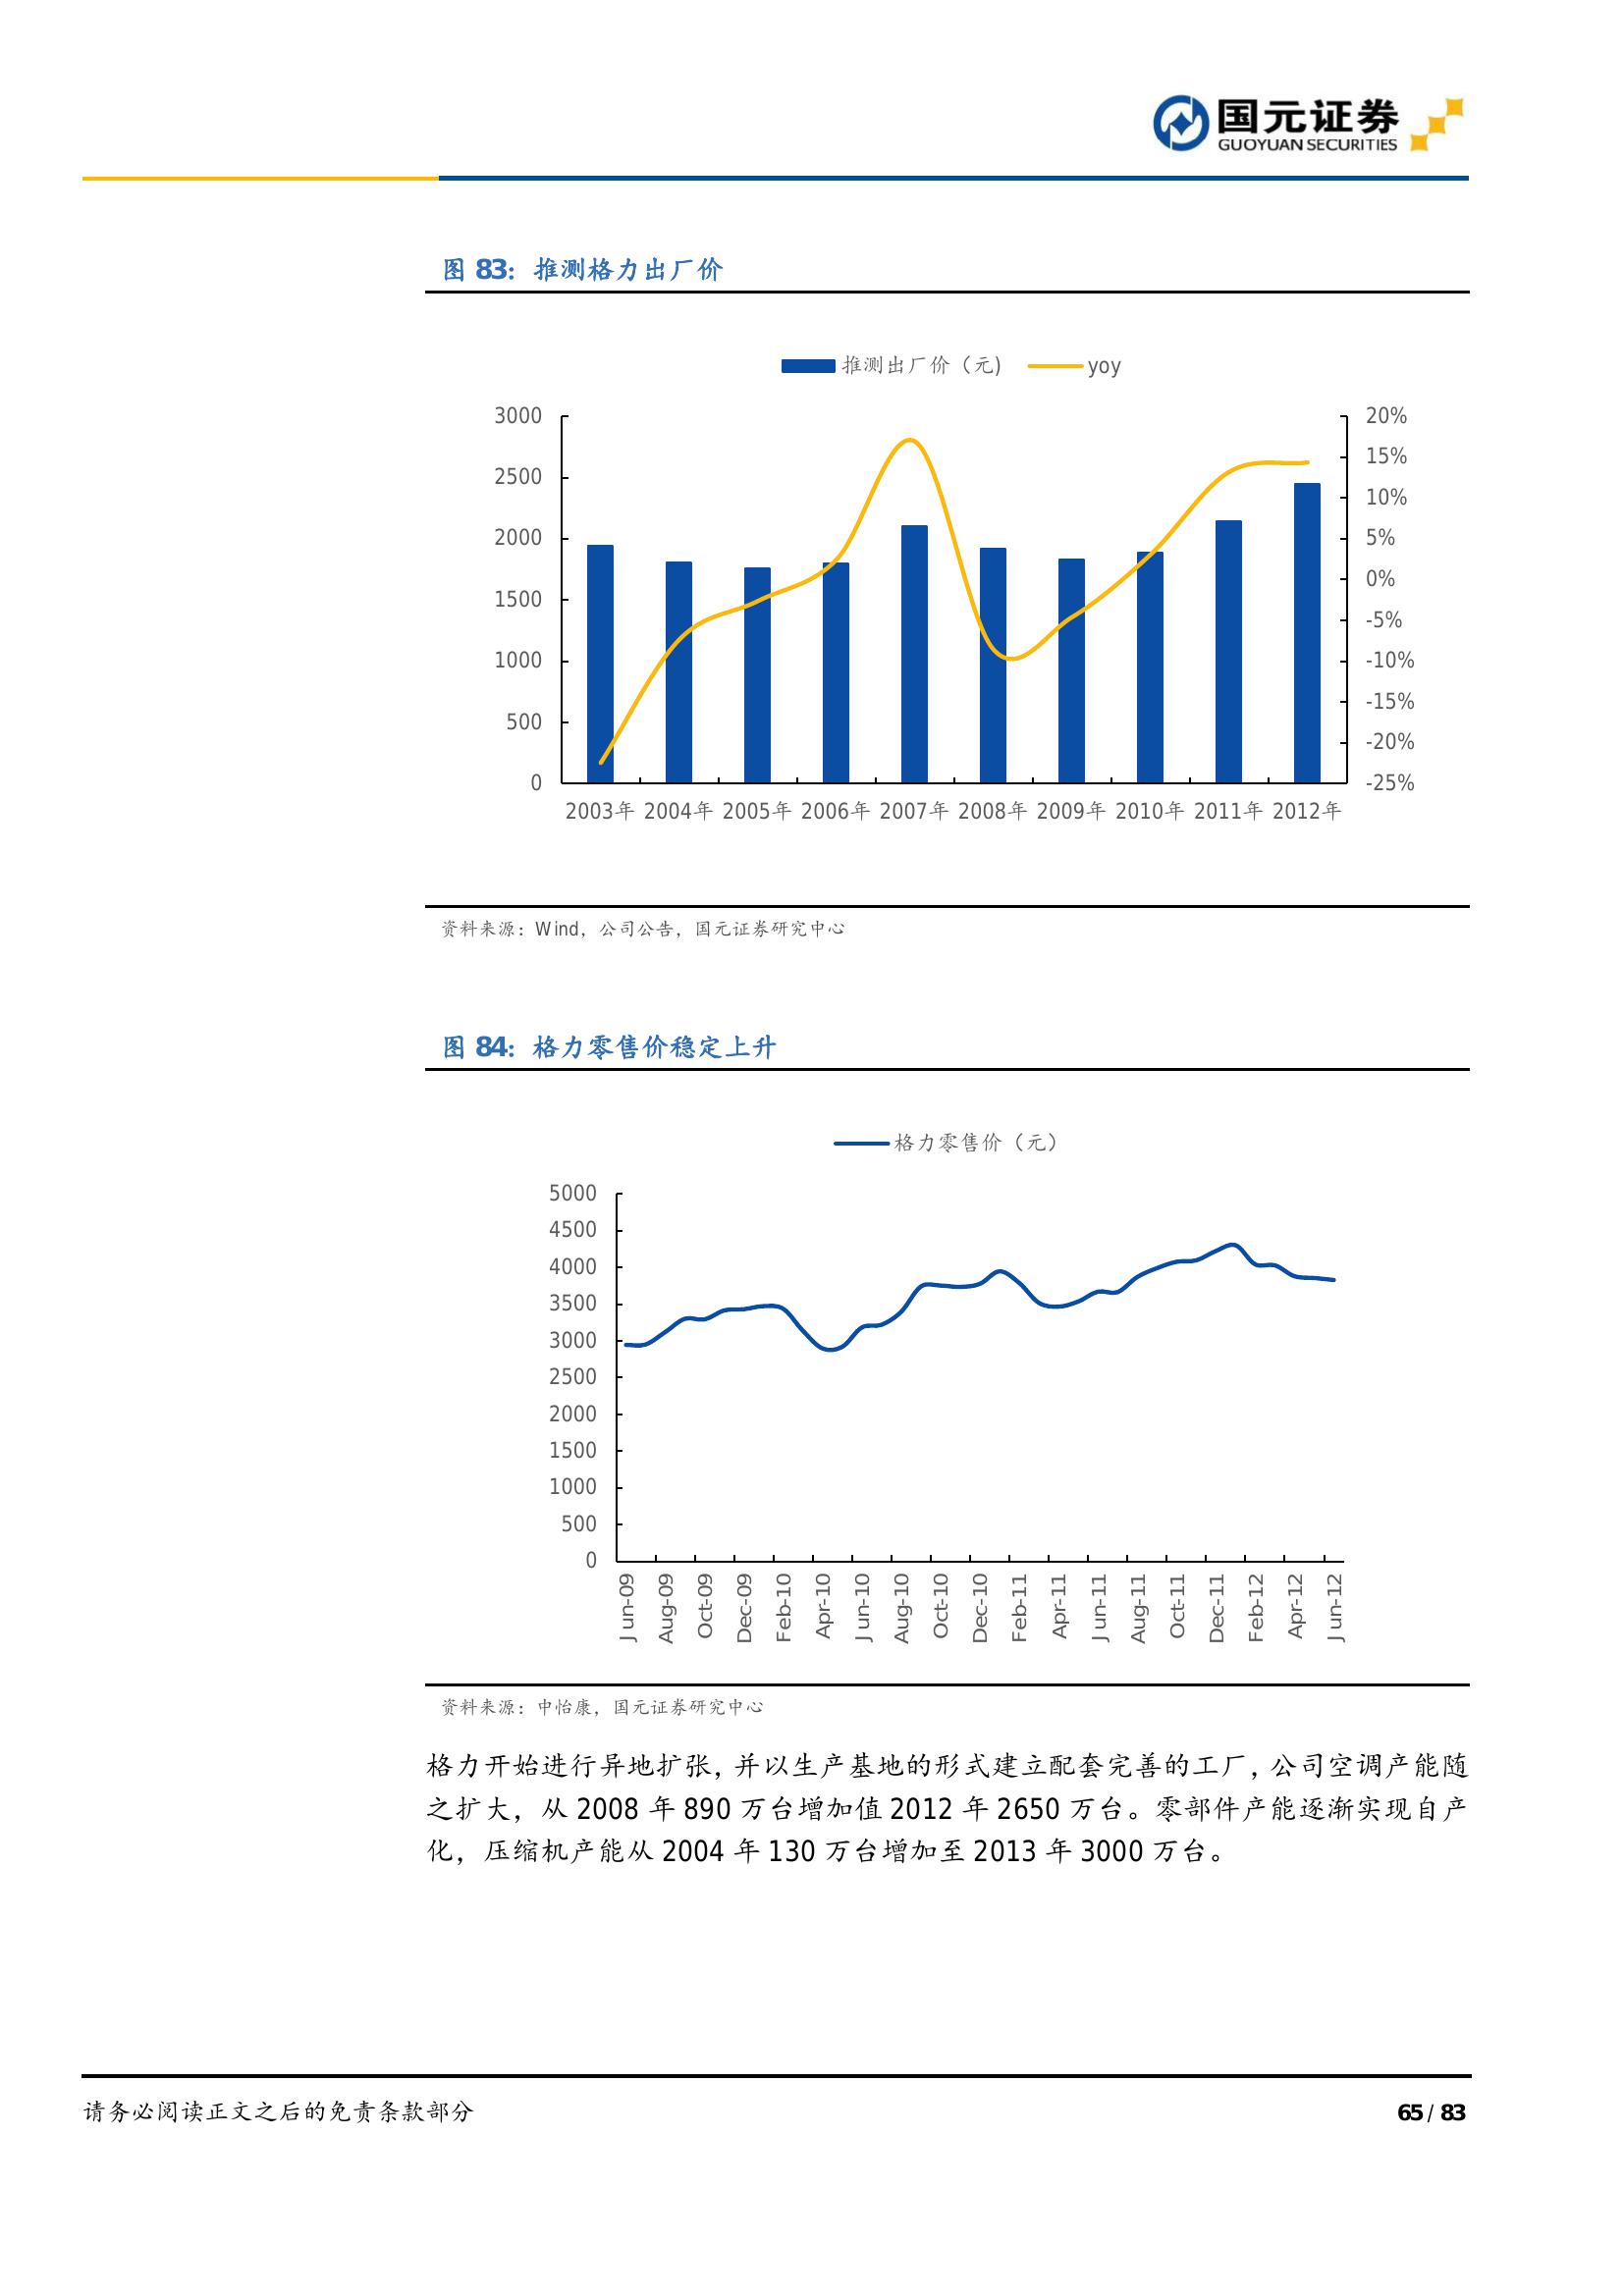 国元证券
GUOYUAN SECURITIES
图 83：推测格力出厂价
推测出厂价（元） yoy
3000
2500
2000
1500
1000
500
0
20%
15%
10%
5%
0%
-5%
-10%
-15%
-20%
-25%
2003年 2004年 2005年 2006年 2007年 2008年 2009年 2010年 2011年 2012年
资料来源：Wind，公司公告，国元证券研究中心
图 84：格力零售价稳定上升
格力零售价（元）
5000
4500
4000
3500
3000
2500
2000
1500
1000
500
0
Jun-09 Aug-09 Oct-09 Dec-09 Feb-10 Apr-10 Jun-10 Aug-10 Oct-10 Dec-10 Feb-11 Apr-11 Jun-11 Aug-11 Oct-11 Dec-11 Feb-12 Apr-12 Jun-12
资料来源：中怡康，国元证券研究中心
格力开始进行异地扩张，并以生产基地的形式建立配套完善的工厂，公司空调产能随
之扩大，从 2008 年 890 万台增加值 2012 年 2650 万台。零部件产能逐渐实现自产
化，压缩机产能从 2004 年 130 万台增加至 2013 年 3000 万台。
请务必阅读正文之后的免责条款部分 65 / 83